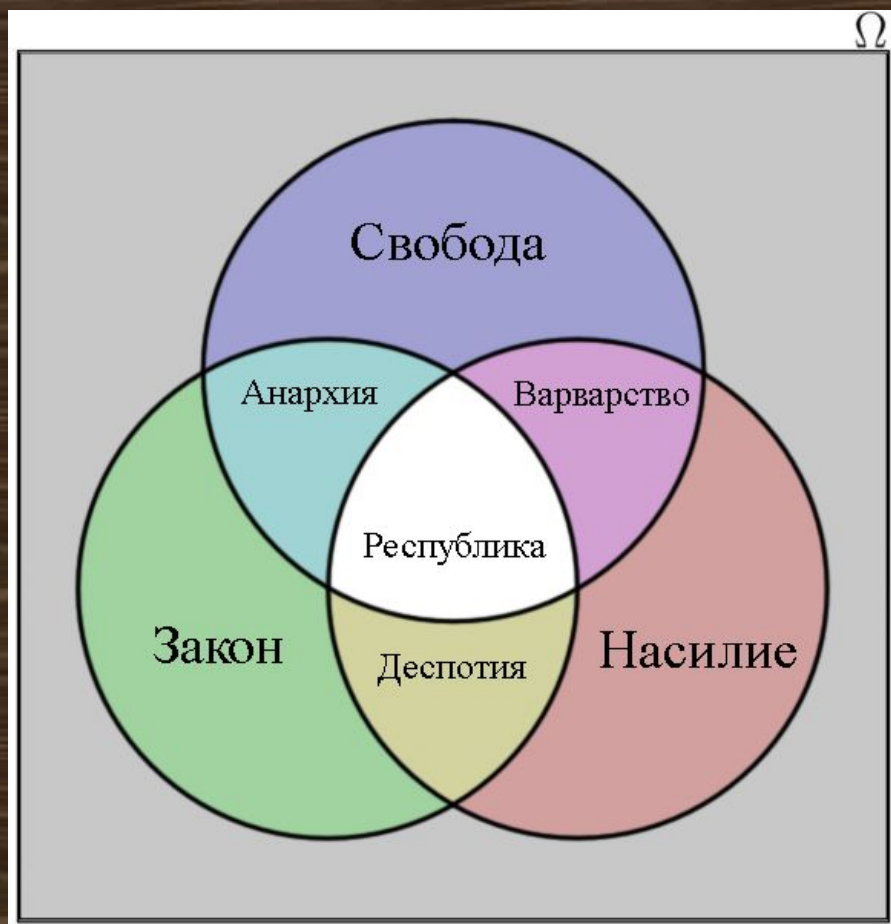 Ω
Свобода
Анархия
Варварство
Республика
Закон
Насилие
Деспотия